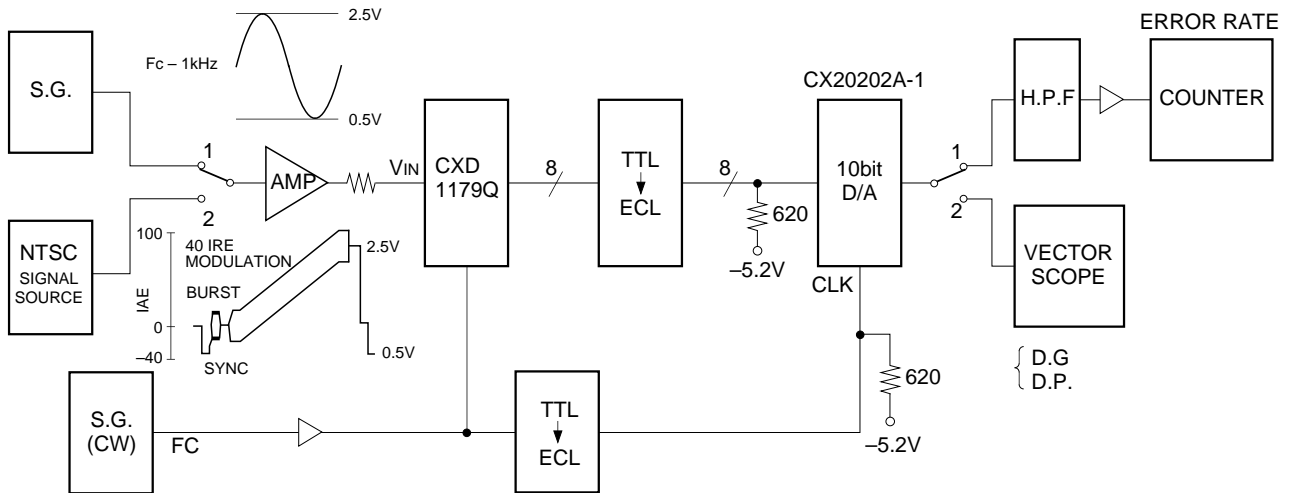 2.5V
ERROR RATE
S.G.
Fc – 1kHz
CX20202A-1
H.P.F
COUNTER
0.5V
1
AMP
VIN
CXD
1179Q
8
TTL
ECL
8
10bit
D/A
1
2
2
620
–5.2V
CLK
NTSC
SIGNAL
SOURCE
100
40 IRE
MODULATION
2.5V
BURST
IAE
0
–40
SYNC
0.5V
VECTOR
SCOPE
D.G
D.P.
620
–5.2V
S.G.
(CW)
FC
TTL
ECL